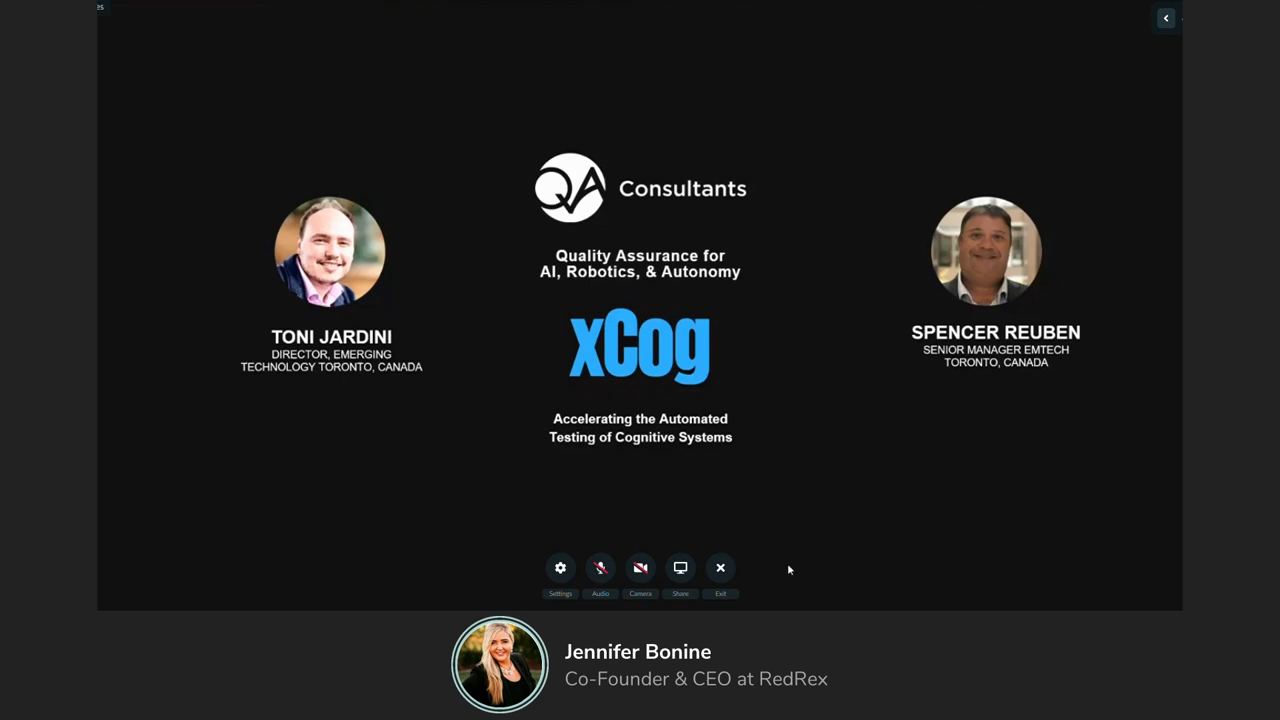 es
QA Consultants
Quality Assurance for
AI, Robotics, & Autonomy
xCog
Accelerating the Automated
Testing of Cognitive Systems
TONI JARDINI
DIRECTOR, EMERGING
TECHNOLOGY TORONTO, CANADA
SPENCER REUBEN
SENIOR MANAGER EMTECH
TORONTO, CANADA
Settings Audio Camera Share Exit
Jennifer Bonine
Co-Founder & CEO at RedRex